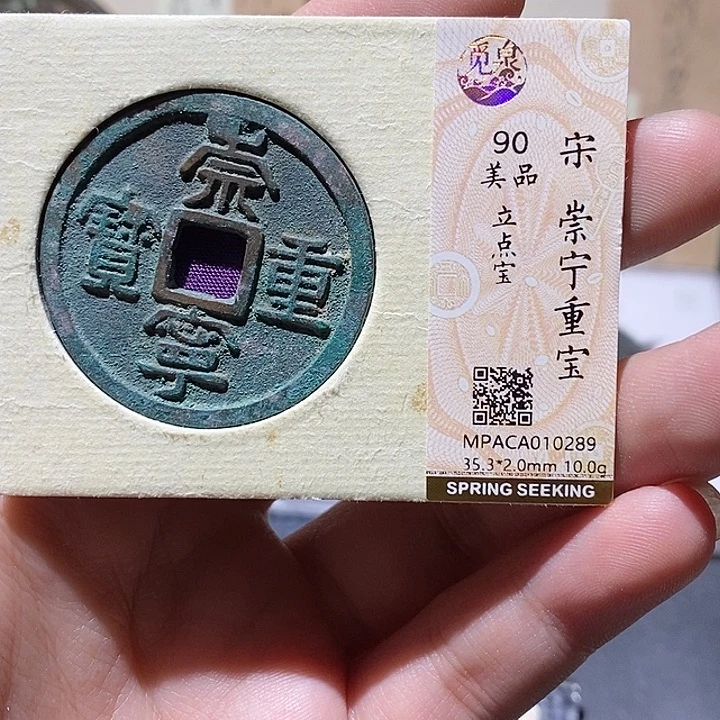 崇
重
寧
寶
覓泉
宋 崇宁重宝
90
美品
立点宝
MPACA010289
35.3*2.0mm 10.0g
SPRING SEEKING